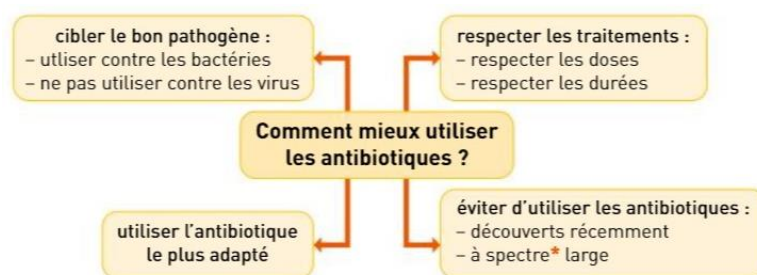 cibler le bon pathogène :
– utliser contre les bactéries
– ne pas utiliser contre les virus
respecter les traitements :
– respecter les doses
– respecter les durées
Comment mieux utiliser
les antibiotiques ?
utiliser l'antibiotique
le plus adapté
éviter d'utiliser les antibiotiques :
– découverts récemment
– à spectre* large